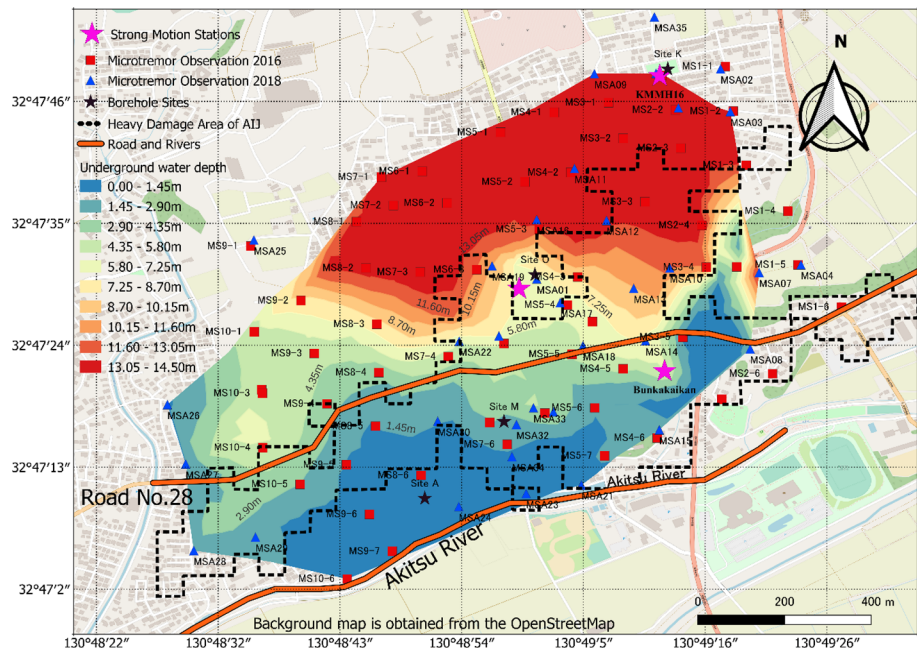 Strong Motion Stations
Microtremor Observation 2016
Microtremor Observation 2018
Borehole Sites
Heavy Damage Area of AIJ
Road and Rivers
Underground water depth
0.00 - 1.45m
1.45 - 2.90m
2.90 - 4.35m
4.35 - 5.80m
5.80 - 7.25m
7.25 - 8.70m
8.70 - 10.15m
10.15 - 11.60m
11.60 - 13.05m
13.05 - 14.50m
N
MSA35
Site K
MS1-1
MSA02
MSA09
KMMH16
MS3-1
MS4-1
MS2-2
MS1-2
MSA03
MS5-1
MS3-2
MS2-3
MS1-3
MS7-1
MS6-1
MS4-2
MS5-2
MSA11
MS7-2
MS6-2
MS3-3
MS1-4
MS8-1
MS5-3
MSA12
MS2-4
MS9-1
MSA25
13.05m
MS8-2
MS7-3
MSA19
MS4-3
MS3-4
MSA10
MS1-5
MSA04
MSA07
MSA01
10.15m
11.60m
MS9-2
MS5-4
MSA17
7.25m
MS1-6
8.70m
MS8-3
5.80m
MS10-1
MS9-3
MSA22
MS7-4
MS5-5
MSA18
MSA14
MSA08
4.35m
MS8-4
MS4-5
Bunkakaikan
MS2-6
MS10-3
MS9-4
MSA26
Site M
MSA33
MS5-6
1.45m
MSA32
MS7-6
MS4-6
MSA15
MS10-4
MSA27
MS5-7
MS8-6
MS10-5
Site A
Akitsu River
MSA21
2.90m
MSA23
MSA24
MS9-6
Road No.28
MSA29
MSA28
MS9-7
MS10-6
Akitsu River
0 200 400 m
Background map is obtained from the OpenStreetMap
32°47'46"
32°47'35"
32°47'24"
32°47'13"
32°47'2"
130°48'22" 130°48'32" 130°48'44" 130°48'54" 130°49'5" 130°49'16" 130°49'26"